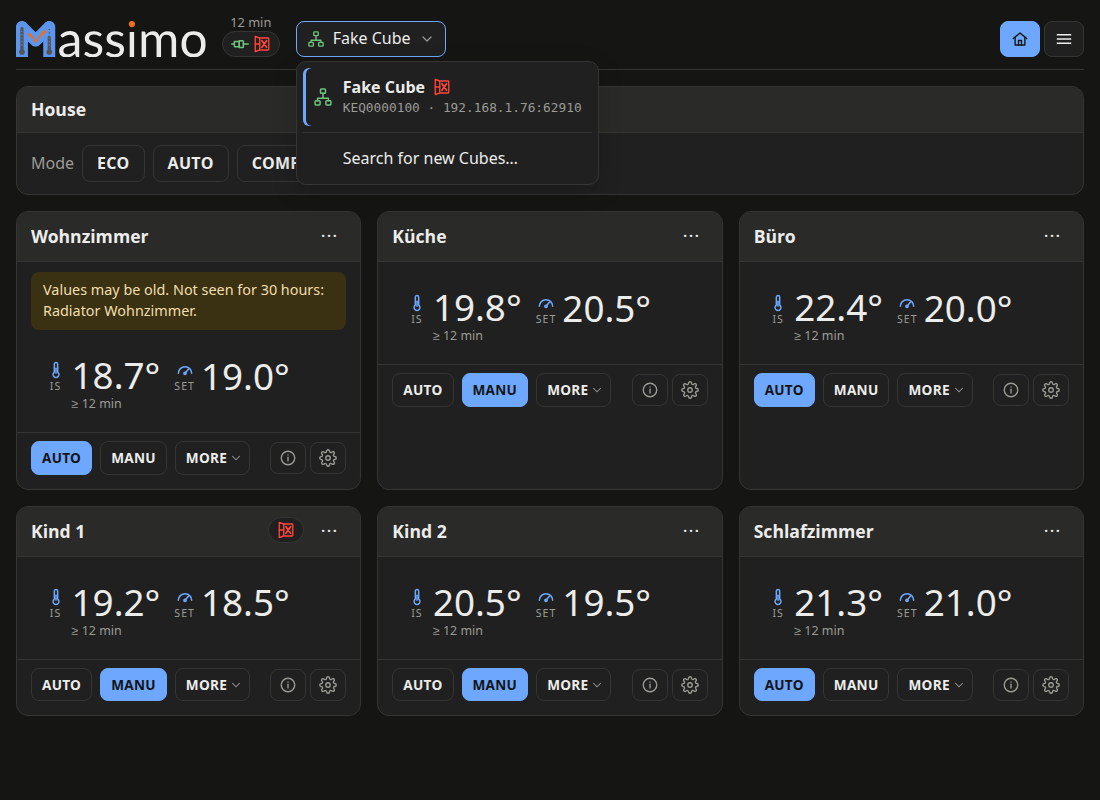 Massimo
12 min
Fake Cube
Fake Cube
KEQ0000100 · 192.168.1.76:62910
Search for new Cubes...
House
Mode ECO AUTO
Wohnzimmer ...
Values may be old. Not seen for 30 hours:
Radiator Wohnzimmer.
IS 18.7° SET 19.0°
≥ 12 min
AUTO MANU MORE
Küche ...
IS 19.8° SET 20.5°
≥ 12 min
AUTO MANU MORE
Büro ...
IS 22.4° SET 20.0°
≥ 12 min
AUTO MANU MORE
Kind 1 ...
IS 19.2° SET 18.5°
≥ 12 min
AUTO MANU MORE
Kind 2 ...
IS 20.5° SET 19.5°
≥ 12 min
AUTO MANU MORE
Schlafzimmer ...
IS 21.3° SET 21.0°
≥ 12 min
AUTO MANU MORE